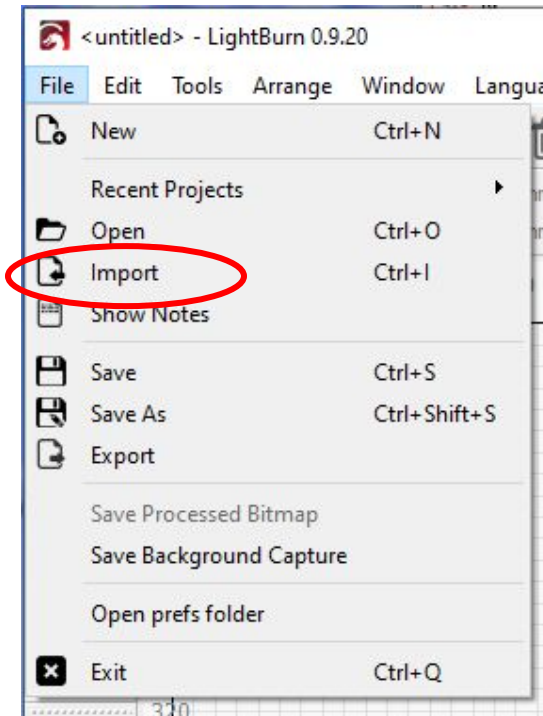 <untitled> - LightBurn 0.9.20
File Edit Tools Arrange Window
New Ctrl+N
Recent Projects
Open Ctrl+O
Import Ctrl+I
Show Notes
Save Ctrl+S
Save As Ctrl+Shift+S
Export
Save Processed Bitmap
Save Background Capture
Open prefs folder
Exit Ctrl+Q
320